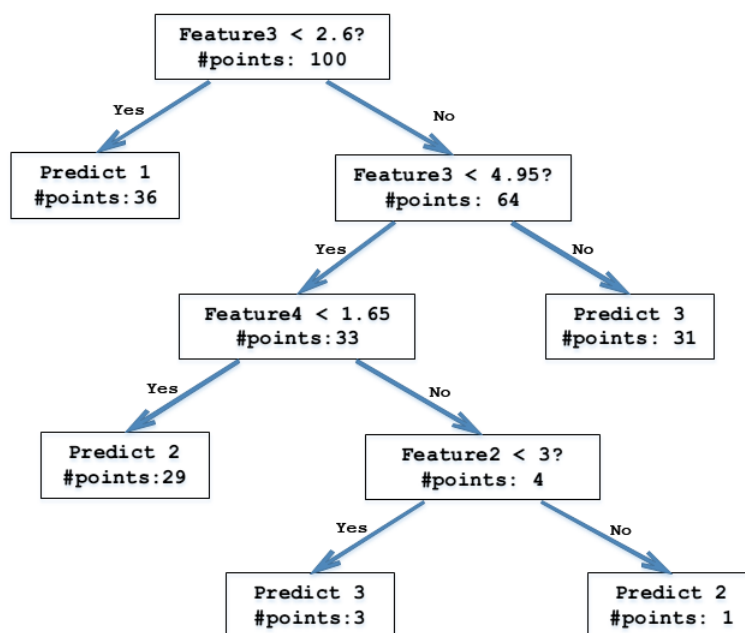 Feature3 < 2.6?
#points: 100
Yes
No
Predict 1
#points:36
Feature3 < 4.95?
#points: 64
Yes
No
Feature4 < 1.65
#points:33
Predict 3
#points: 31
Yes
No
Predict 2
#points:29
Feature2 < 3?
#points: 4
Yes
No
Predict 3
#points:3
Predict 2
#points: 1